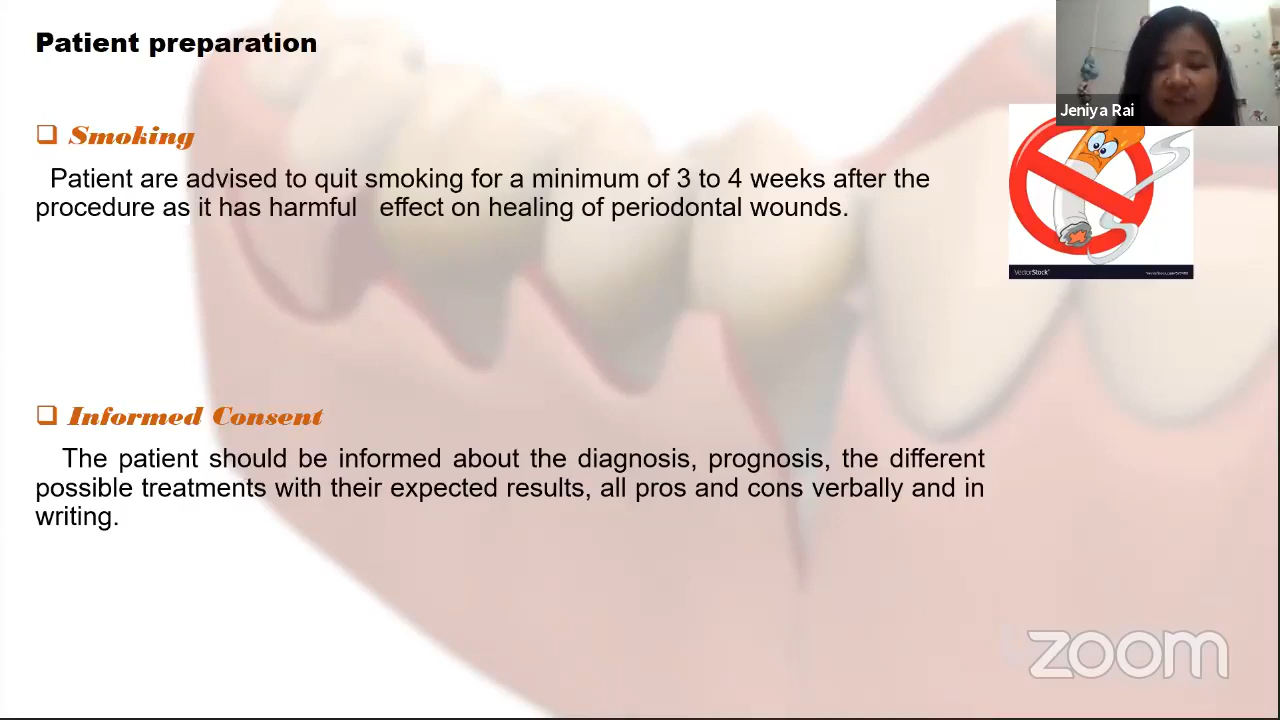 Patient preparation
Jeniya Rai
Smoking
Patient are advised to quit smoking for a minimum of 3 to 4 weeks after the
procedure as it has harmful effect on healing of periodontal wounds.
VectorStock
Informed Consent
The patient should be informed about the diagnosis, prognosis, the different
possible treatments with their expected results, all pros and cons verbally and in
writing.
zoom